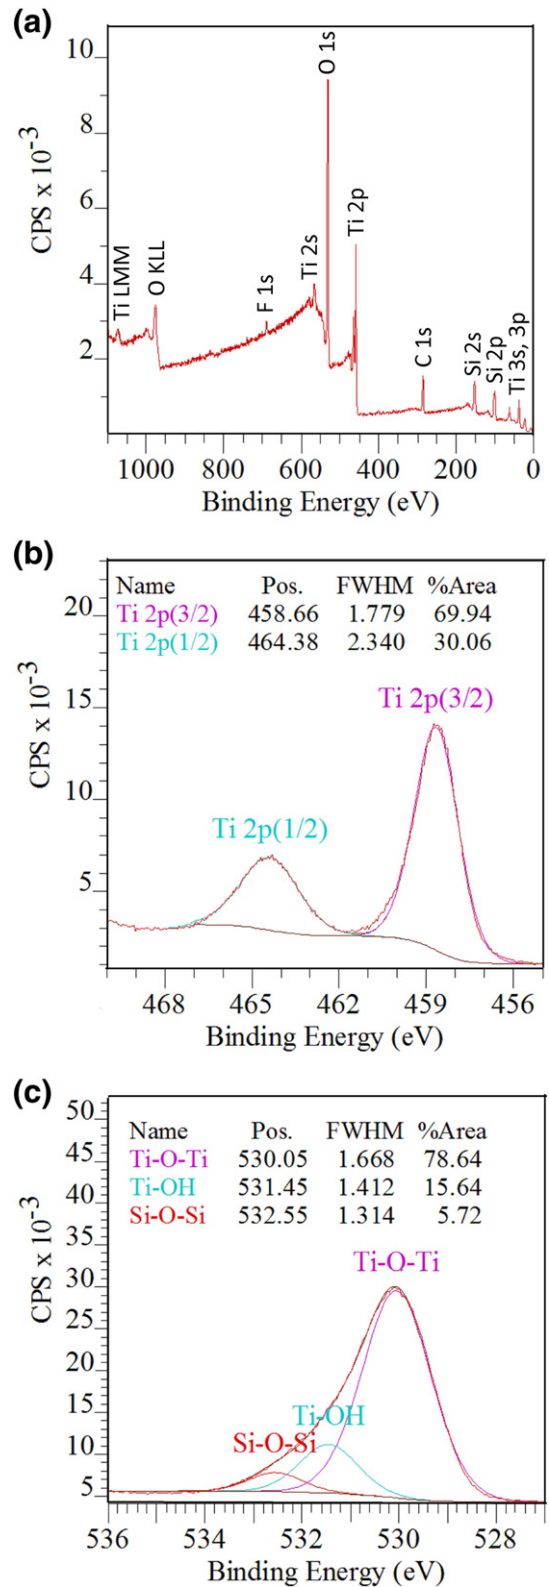 (a)
CPS x 10⁻³
10
8
6
4
2
Ti LMM
O KLL
F 1s
Ti 2s
O 1s
Ti 2p
C 1s
Si 2s
Si 2p
Ti 3s, 3p
1000 800 600 400 200 0
Binding Energy (eV)
(b)
CPS x 10⁻³
20
15
10
5
Name Pos. FWHM %Area
Ti 2p(3/2) 458.66 1.779 69.94
Ti 2p(1/2) 464.38 2.340 30.06
Ti 2p(3/2)
Ti 2p(1/2)
468 465 462 459 456
Binding Energy (eV)
(c)
CPS x 10⁻³
50
45
40
35
30
25
20
15
10
5
Name Pos. FWHM %Area
Ti-O-Ti 530.05 1.668 78.64
Ti-OH 531.45 1.412 15.64
Si-O-Si 532.55 1.314 5.72
Ti-O-Ti
Ti-OH
Si-O-Si
536 534 532 530 528
Binding Energy (eV)